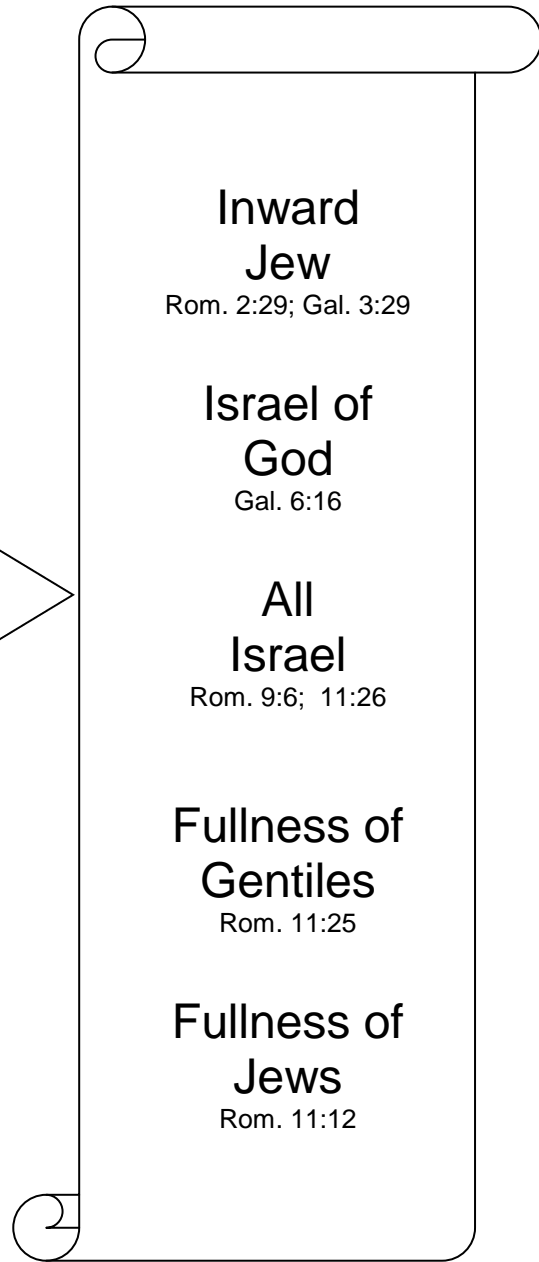 Inward
Jew
Rom. 2:29; Gal. 3:29
Israel of
God
Gal. 6:16
All
Israel
Rom. 9:6;  11:26
Fullness of
Gentiles
Rom. 11:25
Fullness of
Jews
Rom. 11:12